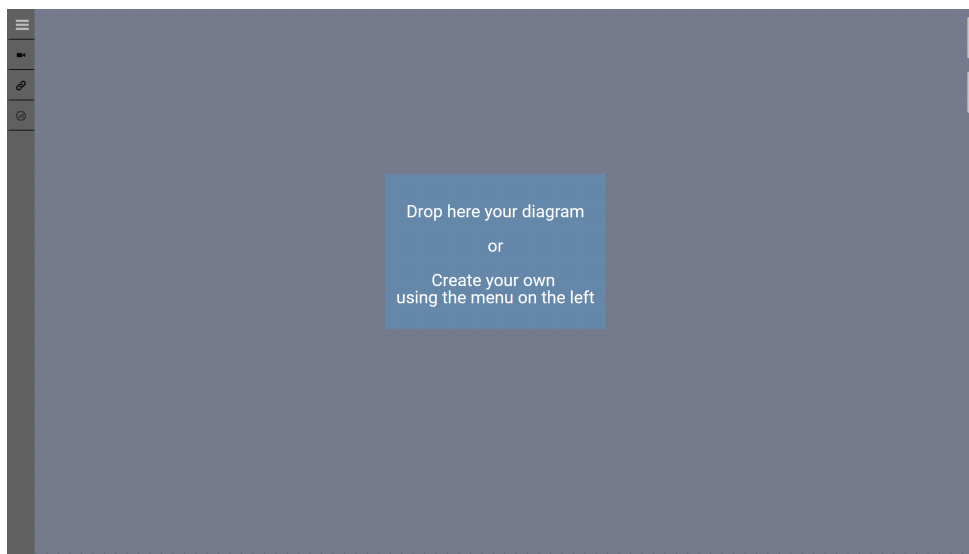 Drop here your diagram
or
Create your own
using the menu on the left